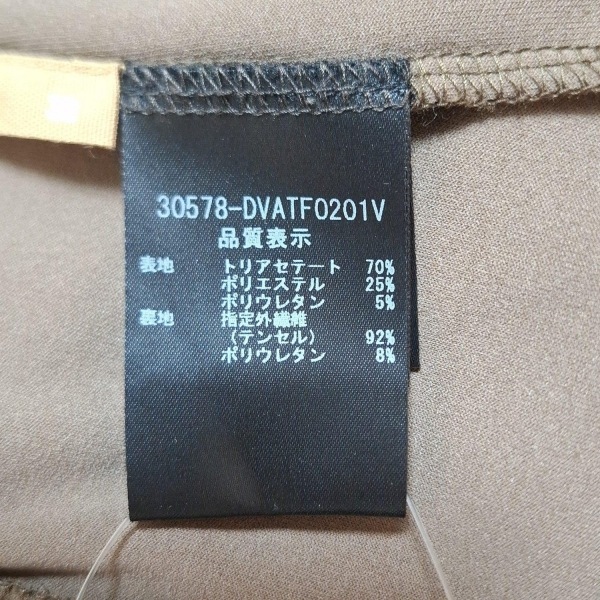 30578-DVATF0201V
品質表示
表地 トリアセテート 70%
ポリエステル 25%
ポリウレタン 5%
裏地 指定外繊維
(テンセル) 92%
ポリウレタン 8%